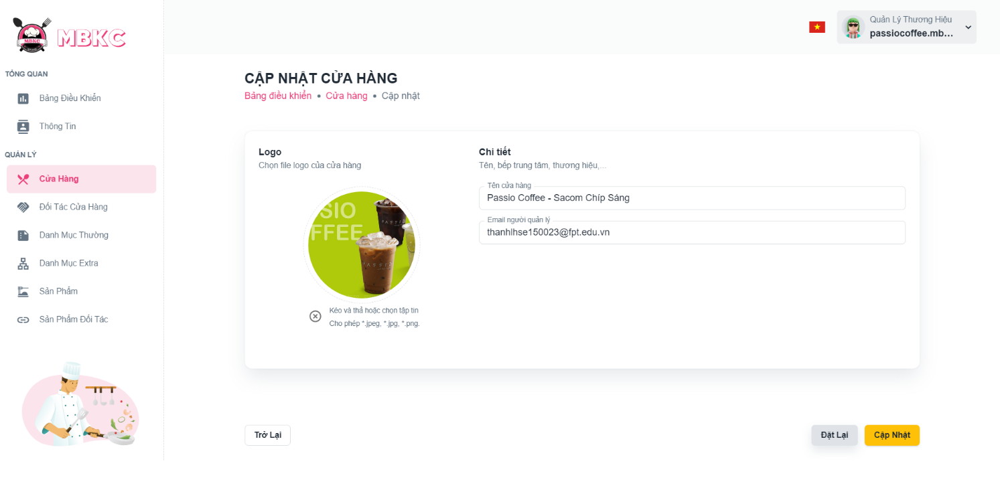 MBKC
MBKC
Quản Lý Thương Hiệu
passiocoffee.mb...
TỔNG QUAN
Bảng Điều Khiển
Thông Tin
QUẢN LÝ
Cửa Hàng
Đối Tác Cửa Hàng
Danh Mục Thường
Danh Mục Extra
Sản Phẩm
Sản Phẩm Đối Tác
CẬP NHẬT CỬA HÀNG
Bảng điều khiển • Cửa hàng • Cập nhật
Logo
Chọn file logo của cửa hàng
SSIO
FFEE
PASSIO
PASSIO
Kéo và thả hoặc chọn tập tin
Cho phép *.jpeg, *.jpg, *.png.
Chi tiết
Tên, bếp trung tâm, thương hiệu,...
Tên cửa hàng
Passio Coffee - Sacom Chíp Sáng
Email người quản lý
thanhlhse150023@fpt.edu.vn
Trở Lại
Đặt Lại
Cập Nhật